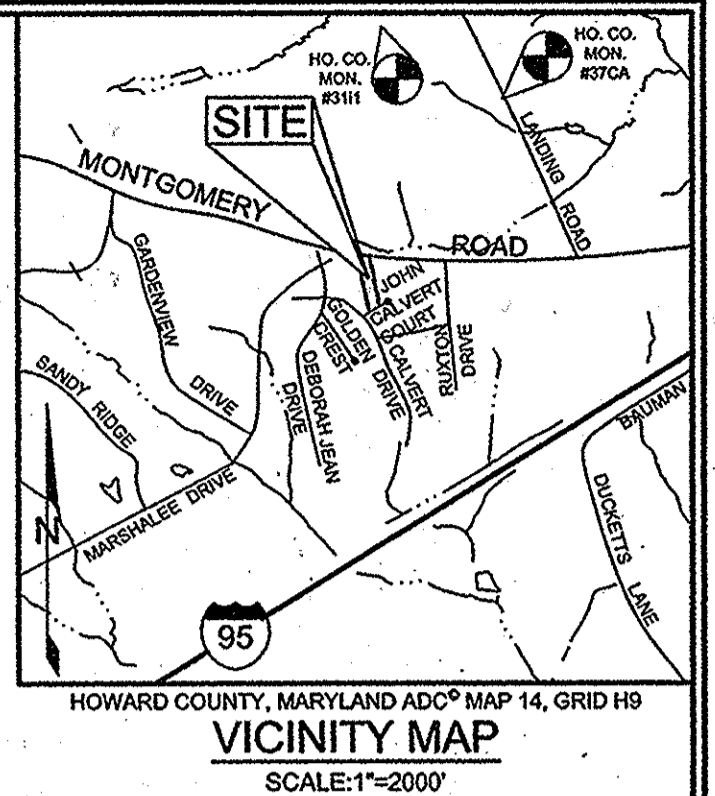 HO. CO.
MON.
#31i1
HO. CO.
MON.
#37CA
SITE
LANDING ROAD
MONTGOMERY ROAD
GARDENVIEW DRIVE
JOHN
CALVERT
COURT
GOLDEN
CREST
CALVERT DRIVE
RUXTON
DRIVE
DEBORAH JEAN
DRIVE
SANDY RIDGE
MARSHALEE DRIVE
BAUMAN
DUCKETTS LANE
N
95
HOWARD COUNTY, MARYLAND ADC® MAP 14, GRID H9
VICINITY MAP
SCALE:1"=2000'